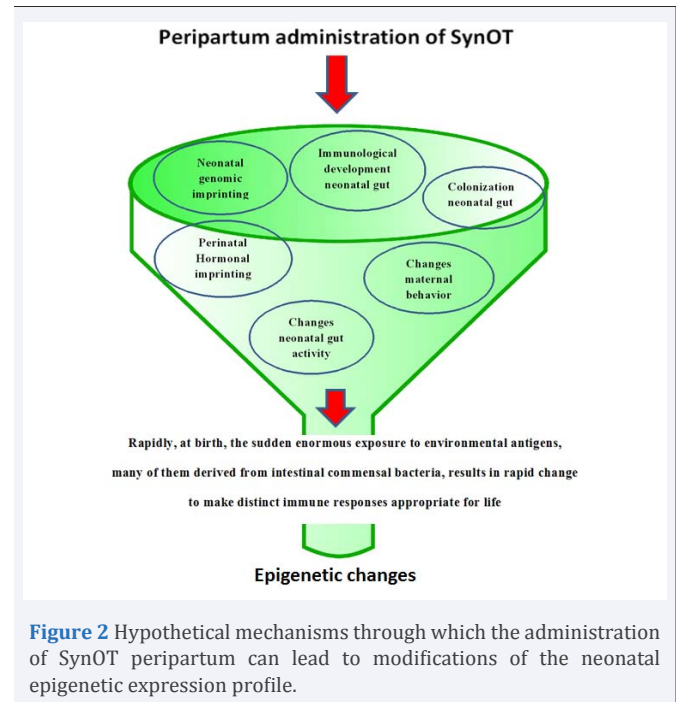 Peripartum administration of SynOT
Neonatal
genomic
imprinting
Immunological
development
neonatal gut
Colonization
neonatal gut
Perinatal
Hormonal
imprinting
Changes
maternal
behavior
Changes
neonatal gut
activity
Rapidly, at birth, the sudden enormous exposure to environmental antigens,
many of them derived from intestinal commensal bacteria, results in rapid change
to make distinct immune responses appropriate for life
Epigenetic changes
Figure 2 Hypothetical mechanisms through which the administration
of SynOT peripartum can lead to modifications of the neonatal
epigenetic expression profile.